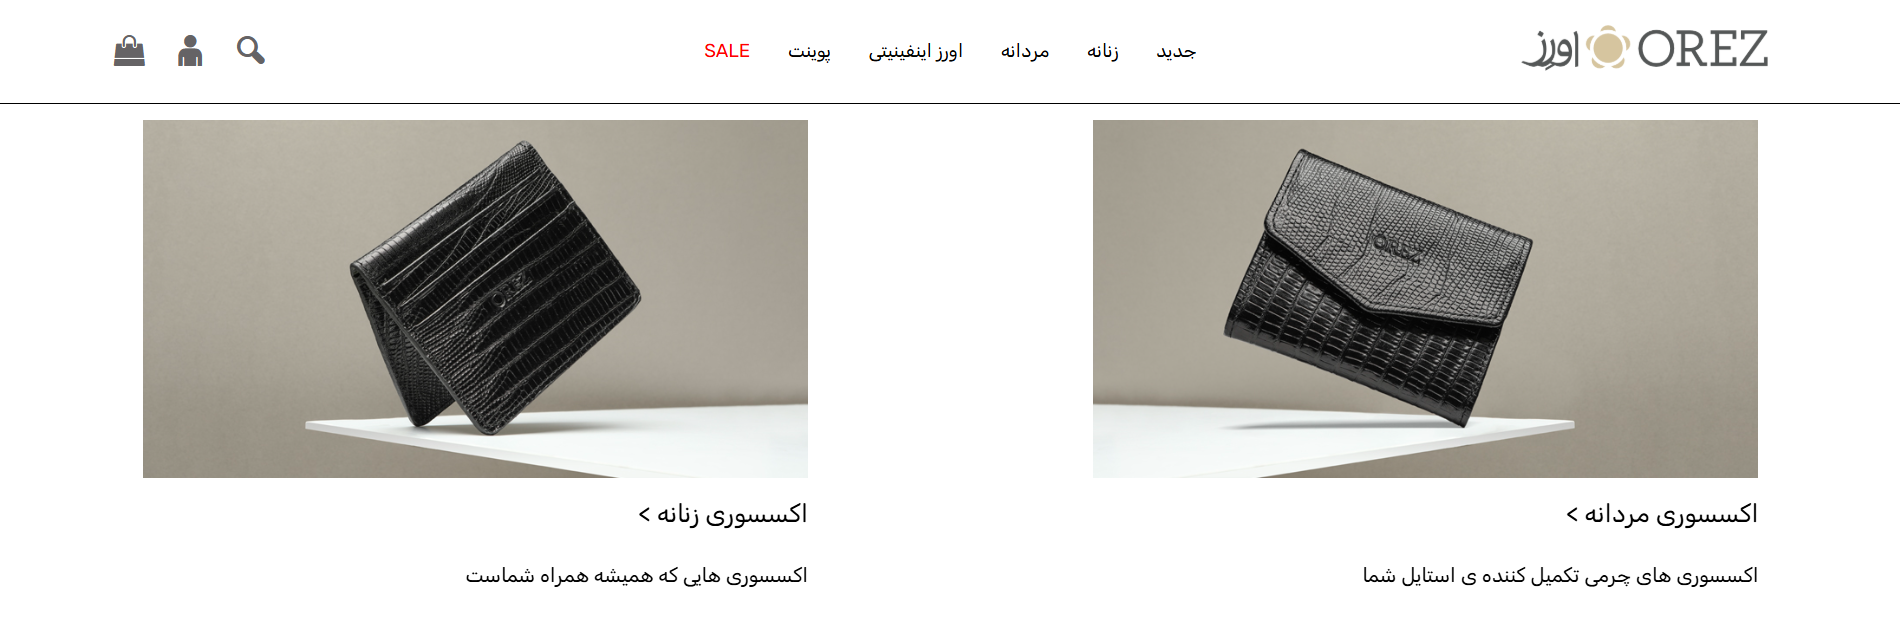 OREZ اورز
جدید زنانه مردانه اورز اینفینیتی پوینت SALE
OREZ
OREZ
اکسسوری مردانه >
اکسسوری های چرمی تکمیل کننده ی استایل شما
اکسسوری زنانه >
اکسسوری هایی که همیشه همراه شماست